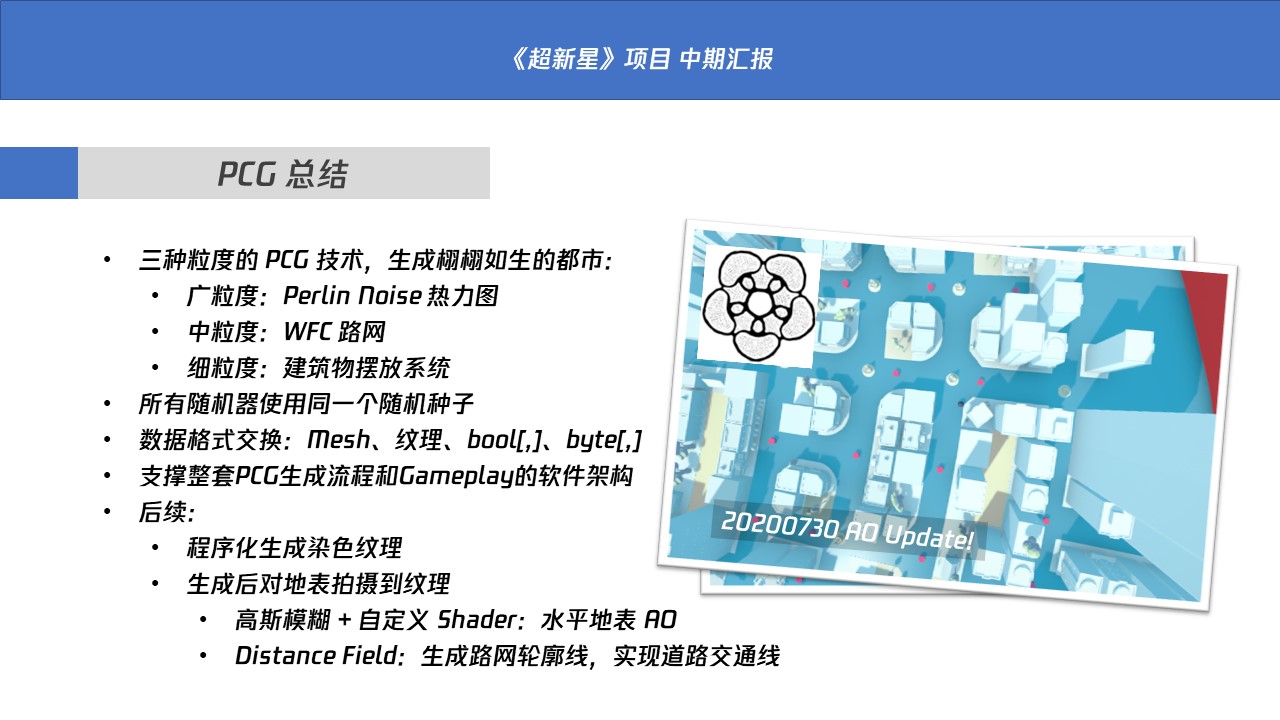 《超新星》项目 中期汇报
PCG 总结
• 三种粒度的 PCG 技术，生成栩栩如生的都市：
• 广粒度：Perlin Noise 热力图
• 中粒度：WFC 路网
• 细粒度：建筑物摆放系统
• 所有随机器使用同一个随机种子
• 数据格式交换：Mesh、纹理、bool[,]、byte[,]
• 支撑整套PCG生成流程和Gameplay的软件架构
• 后续：
• 程序化生成染色纹理
• 生成后对地表拍摄到纹理
• 高斯模糊 + 自定义 Shader：水平地表 AO
• Distance Field：生成路网轮廓线，实现道路交通线
20200730 AO Update!